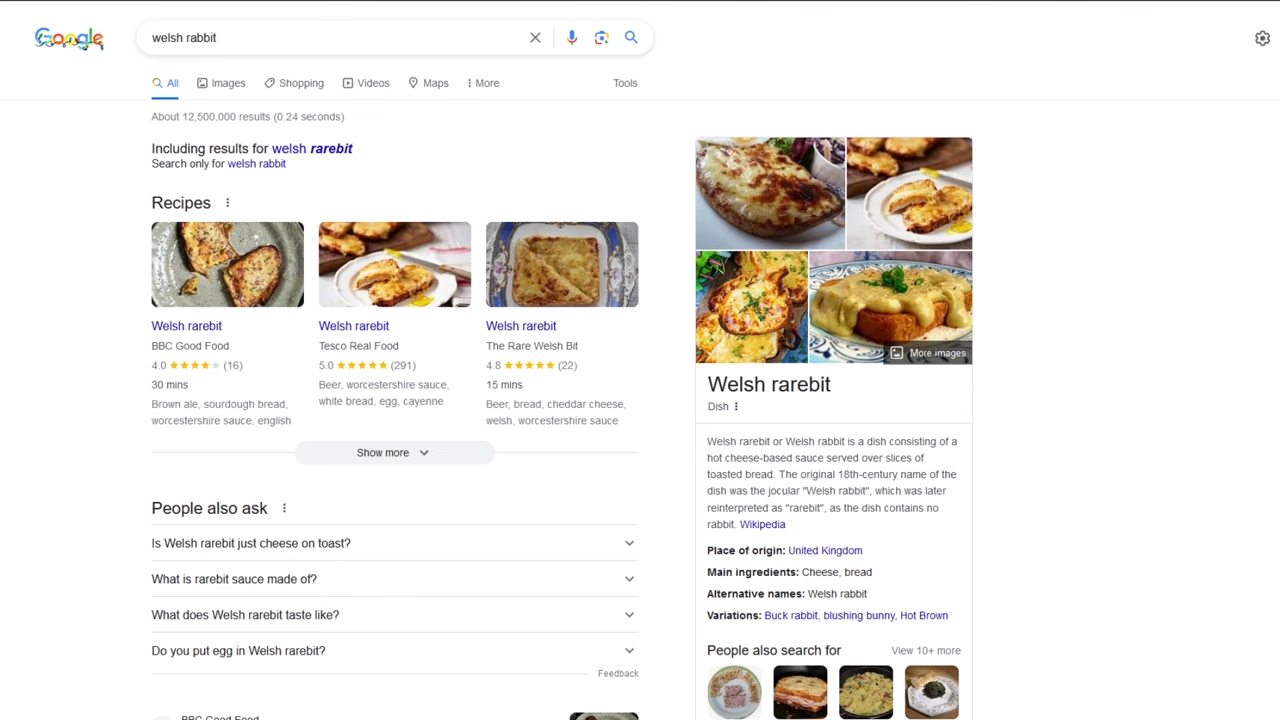 Google
welsh rabbit
All
Images
Shopping
Videos
Maps
More
Tools
About 12,500,000 results (0.24 seconds)
Including results for welsh rarebit
Search only for welsh rabbit
Recipes
Welsh rarebit
BBC Good Food
4.0 (16)
30 mins
Brown ale, sourdough bread,
worcestershire sauce, english
Welsh rarebit
Tesco Real Food
5.0 (291)
Beer, worcestershire sauce,
white bread, egg, cayenne
Welsh rarebit
The Rare Welsh Bit
4.8 (22)
15 mins
Beer, bread, cheddar cheese,
welsh, worcestershire sauce
Show more
People also ask
Is Welsh rarebit just cheese on toast?
What is rarebit sauce made of?
What does Welsh rarebit taste like?
Do you put egg in Welsh rarebit?
Feedback
BBC Good Food
More images
Welsh rarebit
Dish
Welsh rarebit or Welsh rabbit is a dish consisting of a
hot cheese-based sauce served over slices of
toasted bread. The original 18th-century name of the
dish was the jocular "Welsh rabbit", which was later
reinterpreted as "rarebit", as the dish contains no
rabbit. Wikipedia
Place of origin: United Kingdom
Main ingredients: Cheese, bread
Alternative names: Welsh rabbit
Variations: Buck rabbit, blushing bunny, Hot Brown
People also search for
View 10+ more